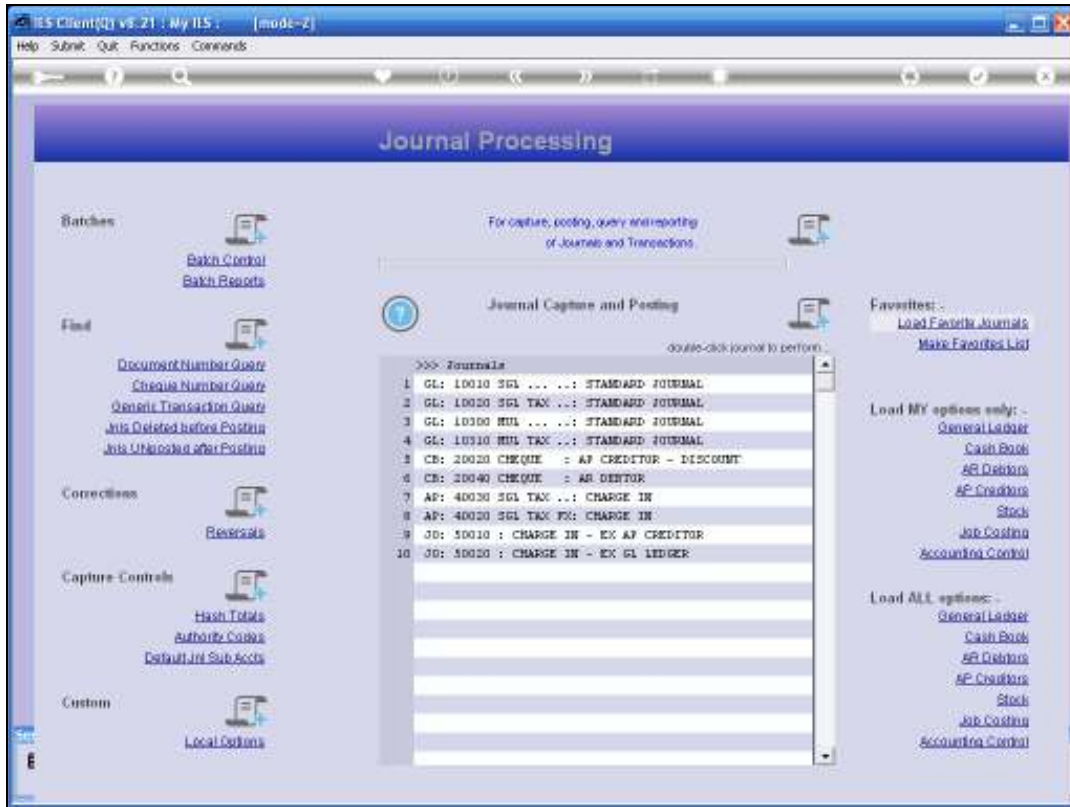 IES Client(Q) v8.21 : My IES : [mode=2]
Help Submit Quit Functions Commands
Journal Processing
Batches
Batch Control
Batch Reports
Find
Document Number Query
Cheque Number Query
Generic Transaction Query
Jnls Deleted before Posting
Jnls UNposted after Posting
Corrections
Reversals
Capture Controls
Hash Totals
Authority Codes
Default Jnl Sub Accts
Custom
Local Options
For capture, posting, query and reporting
of Journals and Transactions.
Journal Capture and Posting
double-click journal to perform ..
>>> Journals
1 GL: 10010 SGL ... ..: STANDARD JOURNAL
2 GL: 10020 SGL TAX ..: STANDARD JOURNAL
3 GL: 10300 MUL ... ..: STANDARD JOURNAL
4 GL: 10310 MUL TAX ..: STANDARD JOURNAL
5 CB: 20020 CHEQUE : AP CREDITOR - DISCOUNT
6 CB: 20040 CHEQUE : AR DEBTOR
7 AP: 40030 SGL TAX ..: CHARGE IN
8 AP: 40020 SGL TAX FX: CHARGE IN
9 JO: 50010 : CHARGE IN - EX AP CREDITOR
10 JO: 50020 : CHARGE IN - EX GL LEDGER
Favorites: -
Load Favorite Journals
Make Favorites List
Load MY options only: -
General Ledger
Cash Book
AR Debtors
AP Creditors
Stock
Job Costing
Accounting Control
Load ALL options: -
General Ledger
Cash Book
AR Debtors
AP Creditors
Stock
Job Costing
Accounting Control